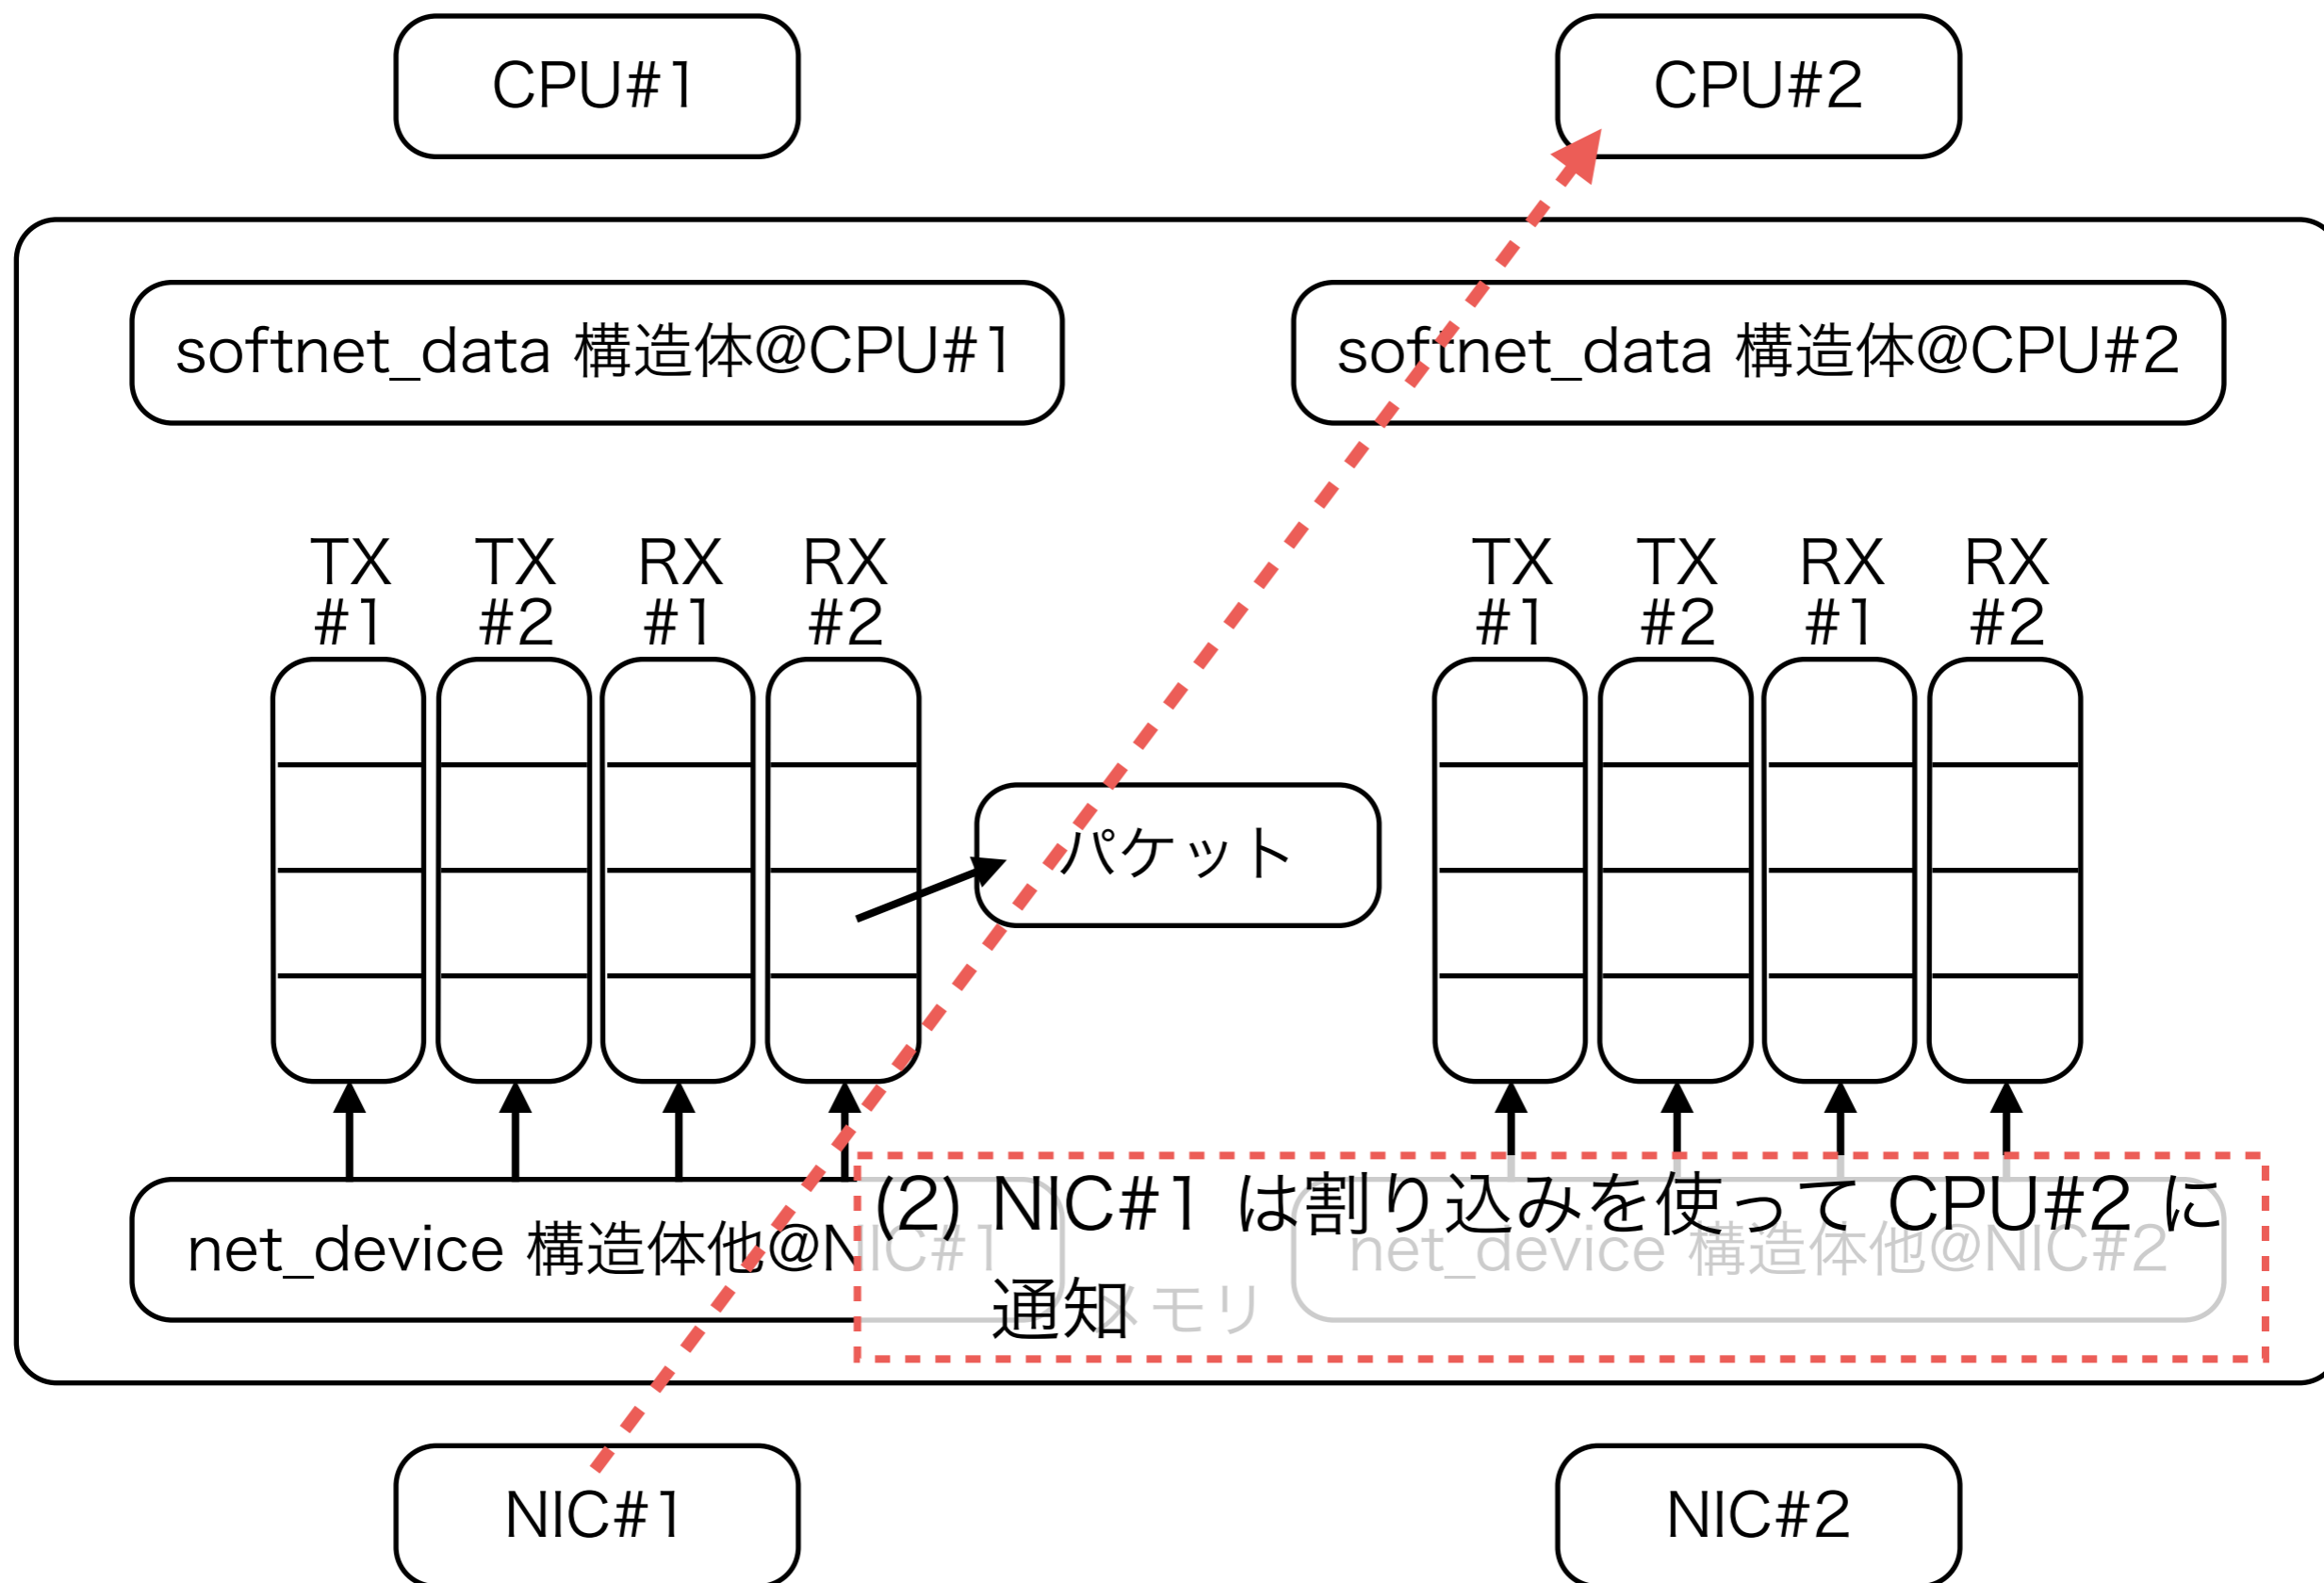 CPU#1
CPU#2
softnet_data 構造体@CPU#1
softnet_data 構造体@CPU#2
TX
#1
TX
#2
RX
#1
RX
#2
TX
#1
TX
#2
RX
#1
RX
#2
パケット
(2) NIC#1 は割り込みを使って CPU#2 に
通知
net_device 構造体他@NIC#1
net_device 構造体他@NIC#2
メモリ
NIC#1
NIC#2